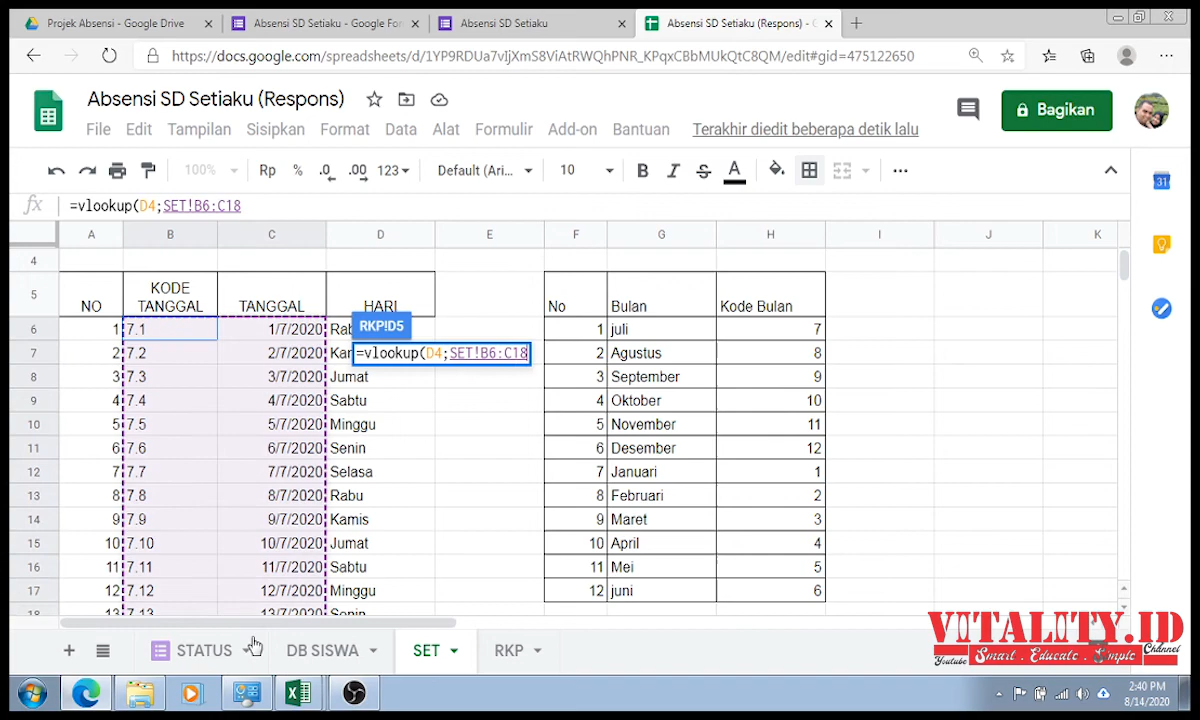 Projek Absensi - Google Drive
Absensi SD Setiaku - Google For
Absensi SD Setiaku
Absensi SD Setiaku (Respons) - G
https://docs.google.com/spreadsheets/d/1YP9RDUa7vIjXmS8ViAtRWQhPNR_KPqxCBbMUkQtC8QM/edit#gid=475122650
Absensi SD Setiaku (Respons)
Bagikan
File Edit Tampilan Sisipkan Format Data Alat Formulir Add-on Bantuan Terakhir diedit beberapa detik lalu
100% Rp % .0 .00 123 Default (Ari... 10 B I S A ...
31
fx =vlookup(D4;SET!B6:C18
A B C D E F G H I J K
4
5 NO KODE TANGGAL TANGGAL HARI No Bulan Kode Bulan
RKP!D5
6 1 7.1 1/7/2020 Rab 1 juli 7
7 2 7.2 2/7/2020 Kam =vlookup(D4;SET!B6:C18 2 Agustus 8
8 3 7.3 3/7/2020 Jumat 3 September 9
9 4 7.4 4/7/2020 Sabtu 4 Oktober 10
10 5 7.5 5/7/2020 Minggu 5 November 11
11 6 7.6 6/7/2020 Senin 6 Desember 12
12 7 7.7 7/7/2020 Selasa 7 Januari 1
13 8 7.8 8/7/2020 Rabu 8 Februari 2
14 9 7.9 9/7/2020 Kamis 9 Maret 3
15 10 7.10 10/7/2020 Jumat 10 April 4
16 11 7.11 11/7/2020 Sabtu 11 Mei 5
17 12 7.12 12/7/2020 Minggu 12 juni 6
18 13 7.13 13/7/2020 Senin
VITALITY.ID
Youtube Smart . Educate . Simple Channel
STATUS DB SISWA SET RKP
2:40 PM
8/14/2020